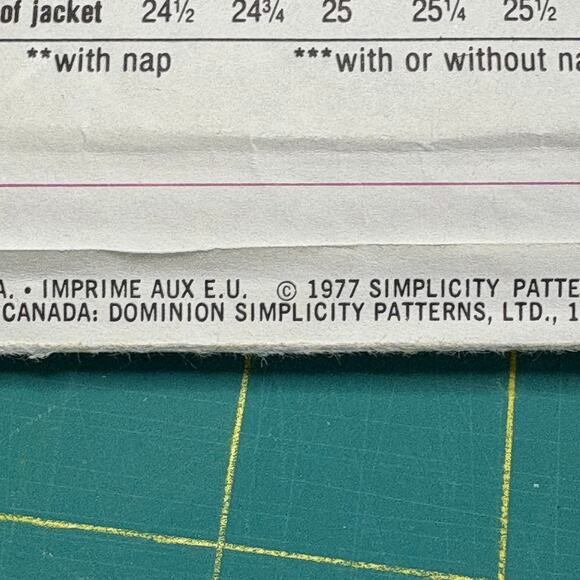 of jacket 24½ 24¾ 25 25¼ 25½
**with nap ***with or without na
A. • IMPRIME AUX E.U. © 1977 SIMPLICITY PATTE
CANADA: DOMINION SIMPLICITY PATTERNS, LTD., 1